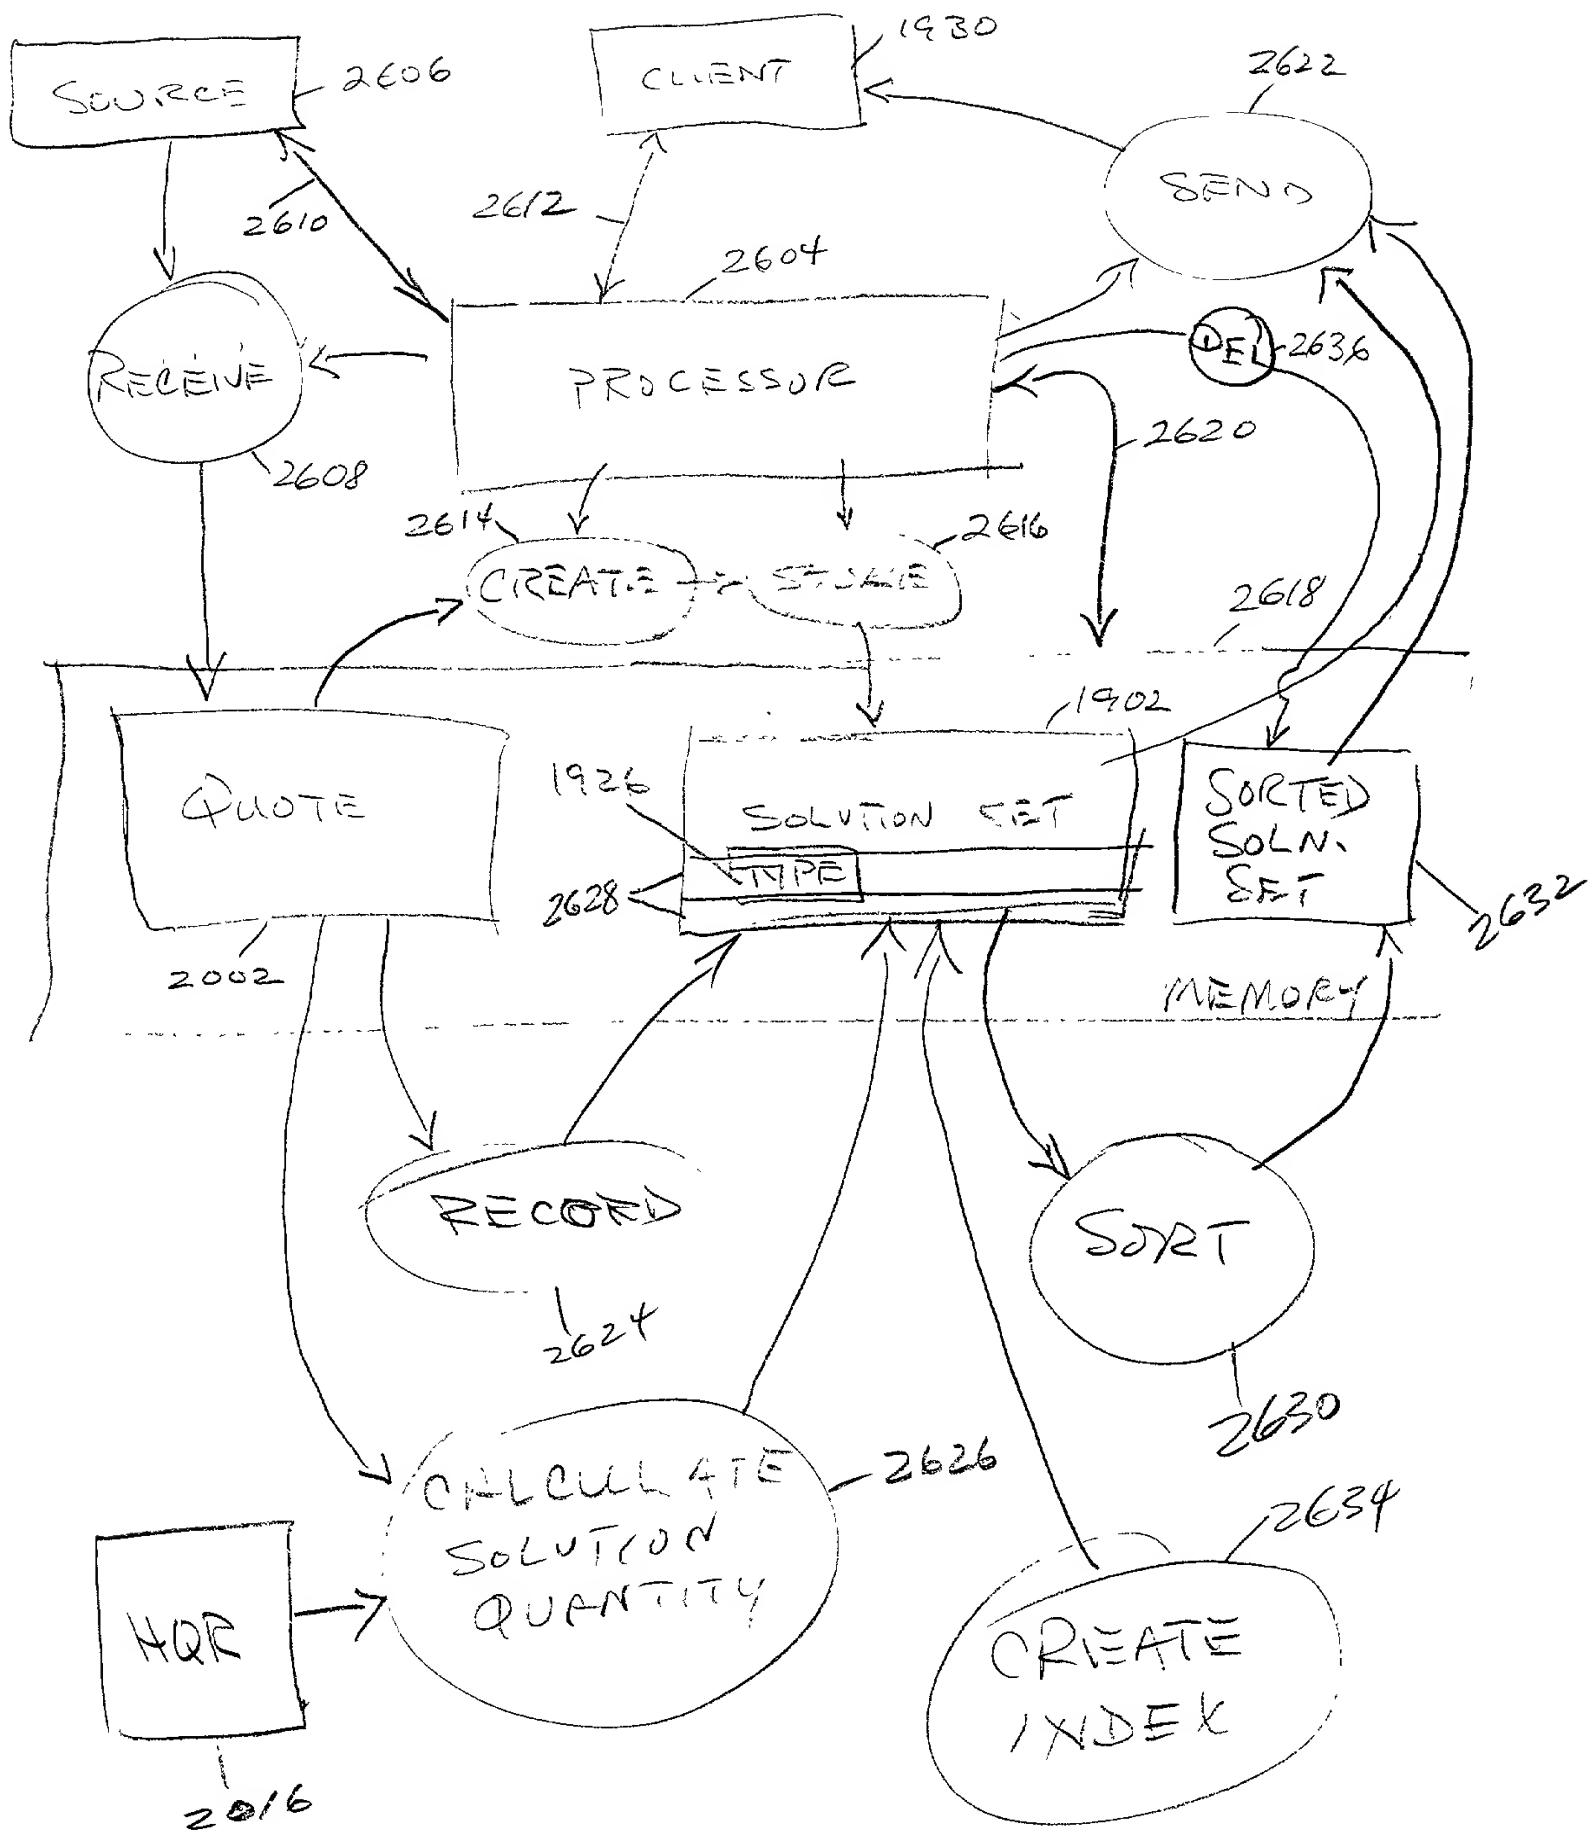 1930
SOURCE
2606
CLIENT
2622
SEND
2610
2612
2604
RECEIVE
PROCESSOR
DEL
2636
2620
2608
2614
2616
CREATE
STORE
2618
1902
QUOTE
1926
SOLUTION SET
TYPE
2628
SORTED
SOLN.
SET
2632
2002
MEMORY
RECORD
SORT
2624
2630
CALCULATE
SOLUTION
QUANTITY
2626
2634
HQR
CREATE
INDEX
2016